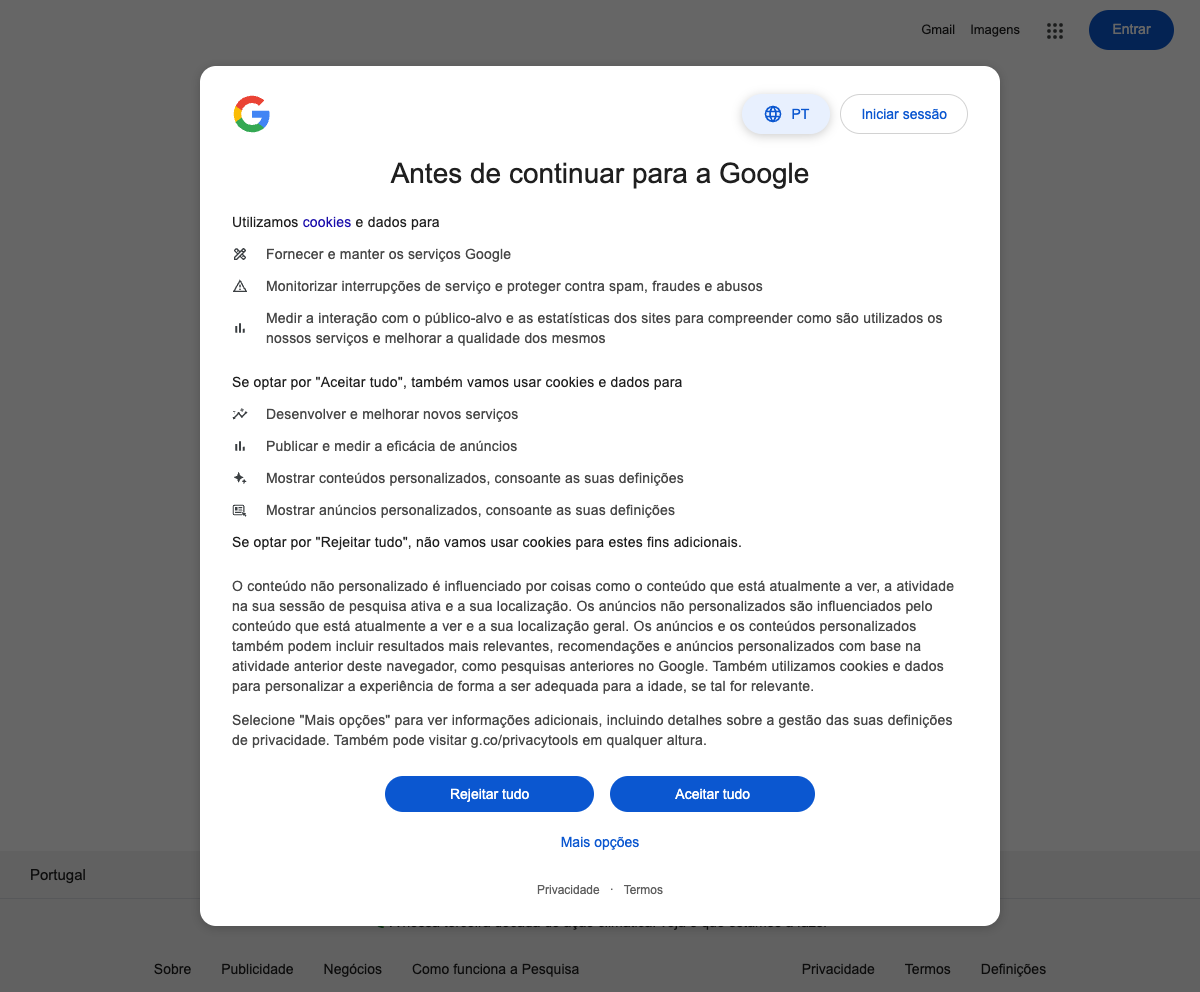 Gmail Imagens Entrar
PT Iniciar sessão
Antes de continuar para a Google
Utilizamos cookies e dados para
Fornecer e manter os serviços Google
Monitorizar interrupções de serviço e proteger contra spam, fraudes e abusos
Medir a interação com o público-alvo e as estatísticas dos sites para compreender como são utilizados os
nossos serviços e melhorar a qualidade dos mesmos
Se optar por "Aceitar tudo", também vamos usar cookies e dados para
Desenvolver e melhorar novos serviços
Publicar e medir a eficácia de anúncios
Mostrar conteúdos personalizados, consoante as suas definições
Mostrar anúncios personalizados, consoante as suas definições
Se optar por "Rejeitar tudo", não vamos usar cookies para estes fins adicionais.
O conteúdo não personalizado é influenciado por coisas como o conteúdo que está atualmente a ver, a atividade
na sua sessão de pesquisa ativa e a sua localização. Os anúncios não personalizados são influenciados pelo
conteúdo que está atualmente a ver e a sua localização geral. Os anúncios e os conteúdos personalizados
também podem incluir resultados mais relevantes, recomendações e anúncios personalizados com base na
atividade anterior deste navegador, como pesquisas anteriores no Google. Também utilizamos cookies e dados
para personalizar a experiência de forma a ser adequada para a idade, se tal for relevante.
Selecione "Mais opções" para ver informações adicionais, incluindo detalhes sobre a gestão das suas definições
de privacidade. Também pode visitar g.co/privacytools em qualquer altura.
Rejeitar tudo Aceitar tudo
Mais opções
Privacidade · Termos
Portugal
Sobre Publicidade Negócios Como funciona a Pesquisa Privacidade Termos Definições